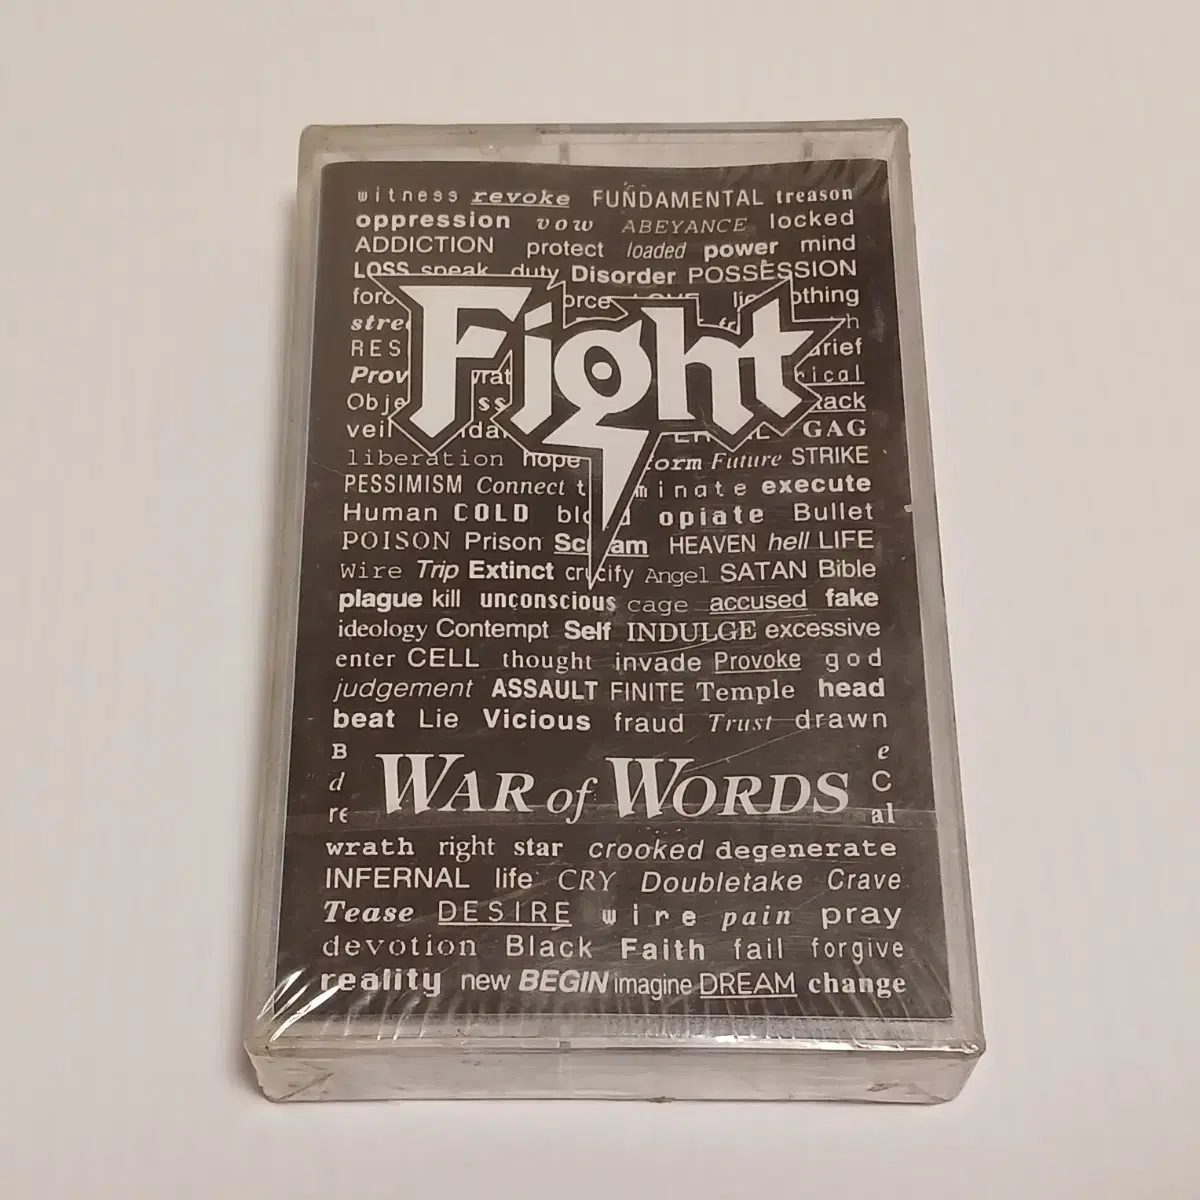 witness revoke FUNDAMENTAL treason
oppression vow ABEYANCE locked
ADDICTION protect loaded power mind
LOSS speak duty Disorder POSSESSION
Fight
liberation hope Future STRIKE
GAG
PESSIMISM Connect execute
Human COLD opiate Bullet
POISON Prison HEAVEN hell LIFE
Wire Trip Extinct crucify Angel SATAN Bible
plague kill unconscious cage accused fake
ideology Contempt Self INDULGE excessive
enter CELL thought invade Provoke god
judgement ASSAULT FINITE Temple head
beat Lie Vicious fraud Trust drawn
WAR of WORDS
wrath right star crooked degenerate
INFERNAL life CRY Doubletake Crave
Tease DESIRE wire pain pray
devotion Black Faith fail forgive
reality new BEGIN imagine DREAM change